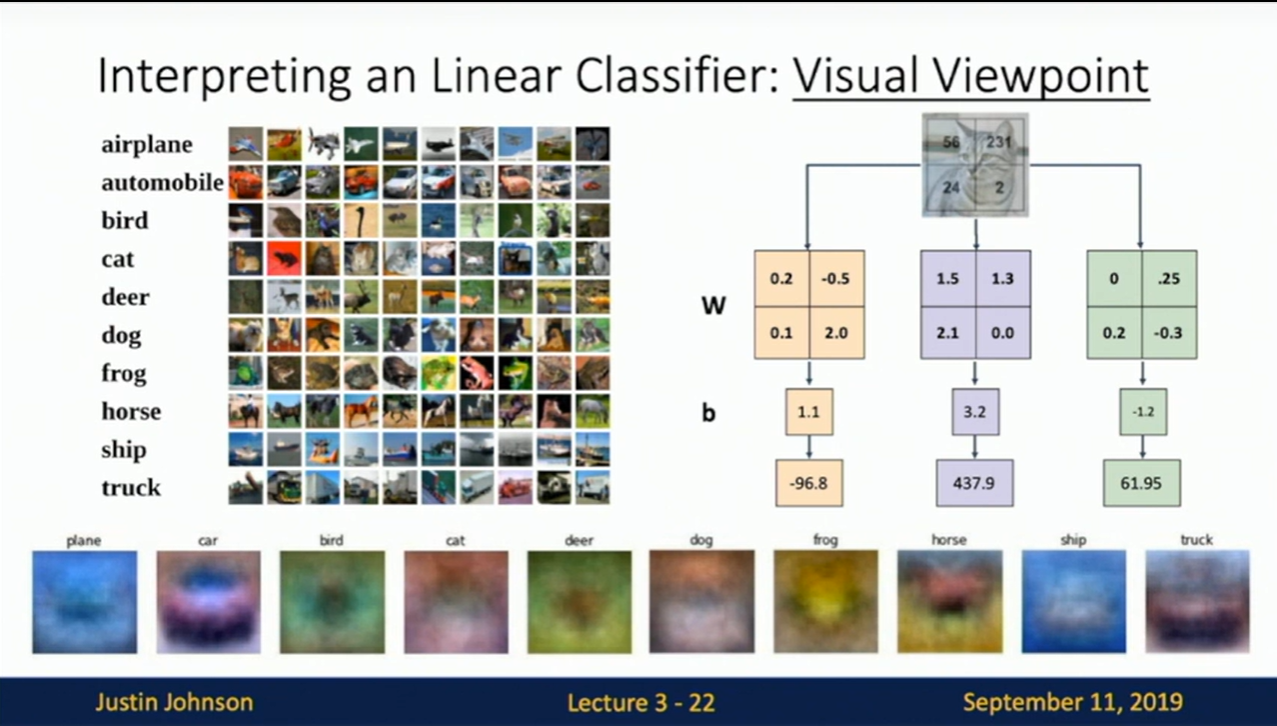 Interpreting an Linear Classifier: Visual Viewpoint
airplane
automobile
bird
cat
deer
dog
frog
horse
ship
truck
56 231
24 2
W
0.2 -0.5
0.1 2.0
1.5 1.3
2.1 0.0
0 .25
0.2 -0.3
b
1.1
3.2
-1.2
-96.8
437.9
61.95
plane car bird cat deer dog frog horse ship truck
Justin Johnson
Lecture 3 - 22
September 11, 2019